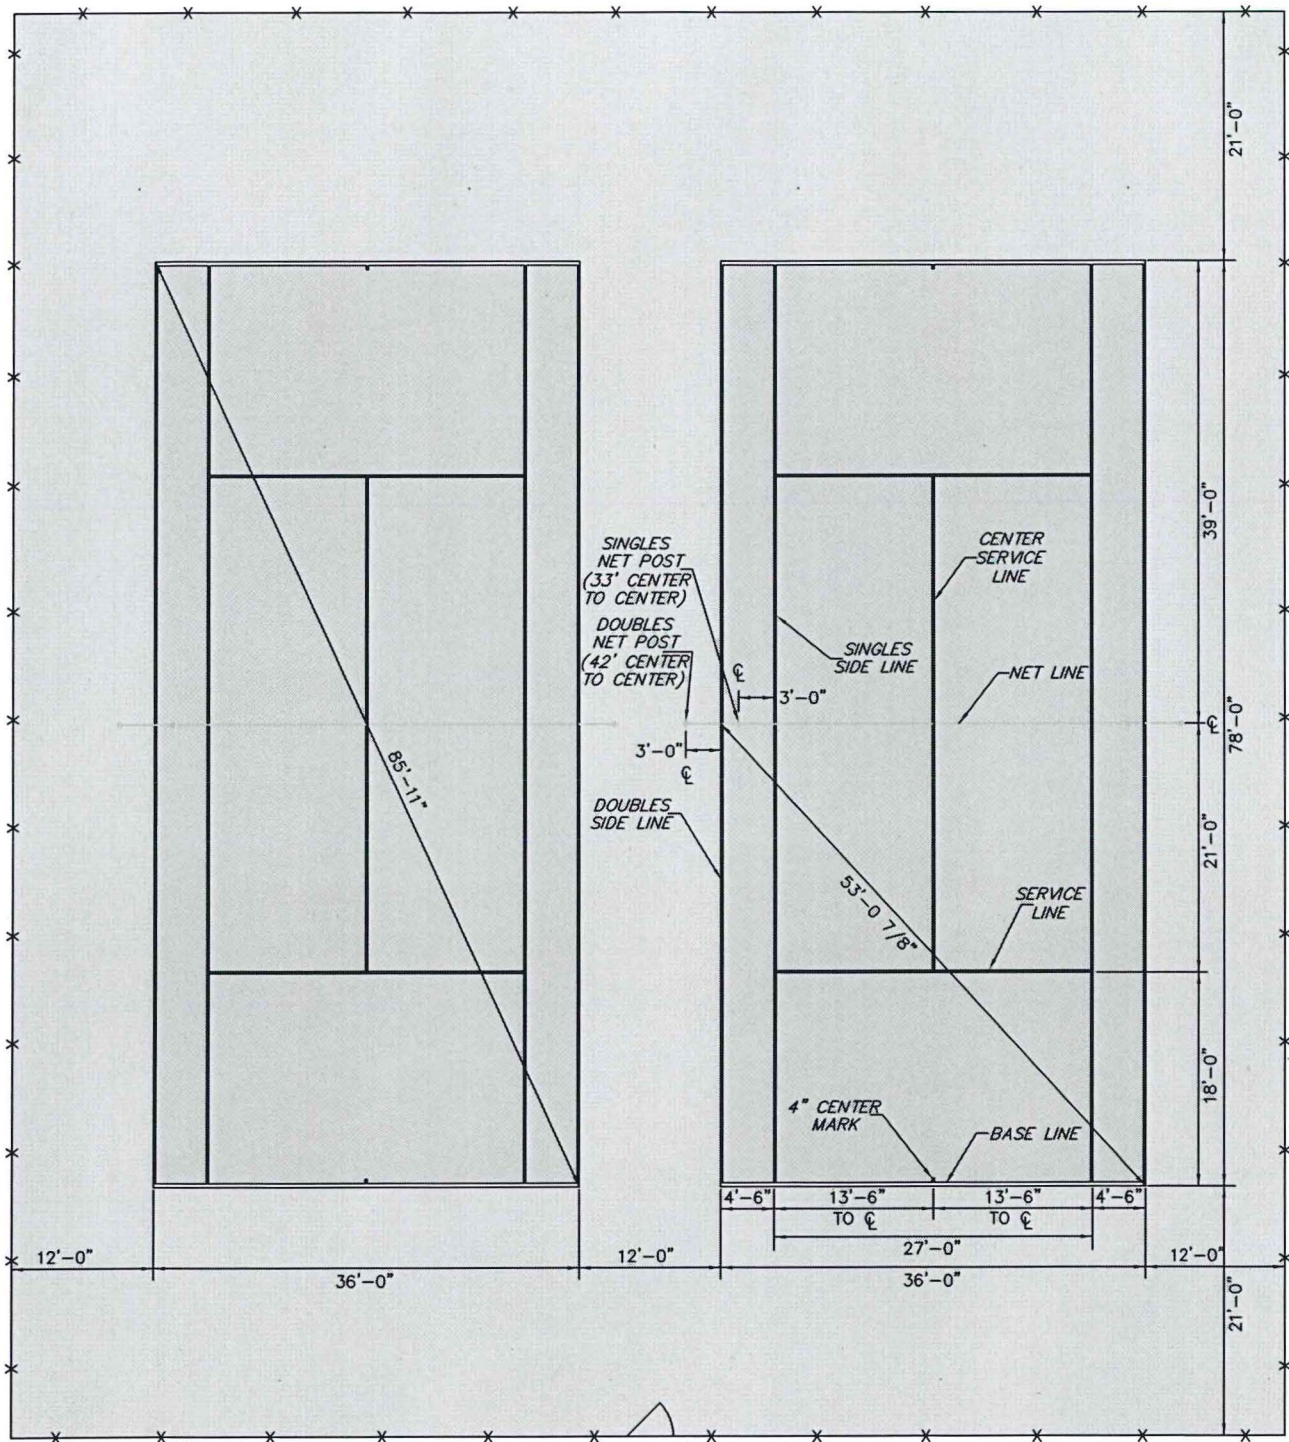 21'-0"
39'-0"
78'-0"
CENTER
SERVICE
LINE
SINGLES
NET POST
(33' CENTER
TO CENTER)
DOUBLES
NET POST
(42' CENTER
TO CENTER)
℄
3'-0"
SINGLES
SIDE LINE
NET LINE
℄
3'-0"
℄
85'-11"
DOUBLES
SIDE LINE
21'-0"
53'-0 7/8"
SERVICE
LINE
18'-0"
4" CENTER
MARK
BASE LINE
4'-6"
13'-6"
TO ℄
13'-6"
TO ℄
4'-6"
27'-0"
12'-0"
36'-0"
12'-0"
36'-0"
12'-0"
21'-0"